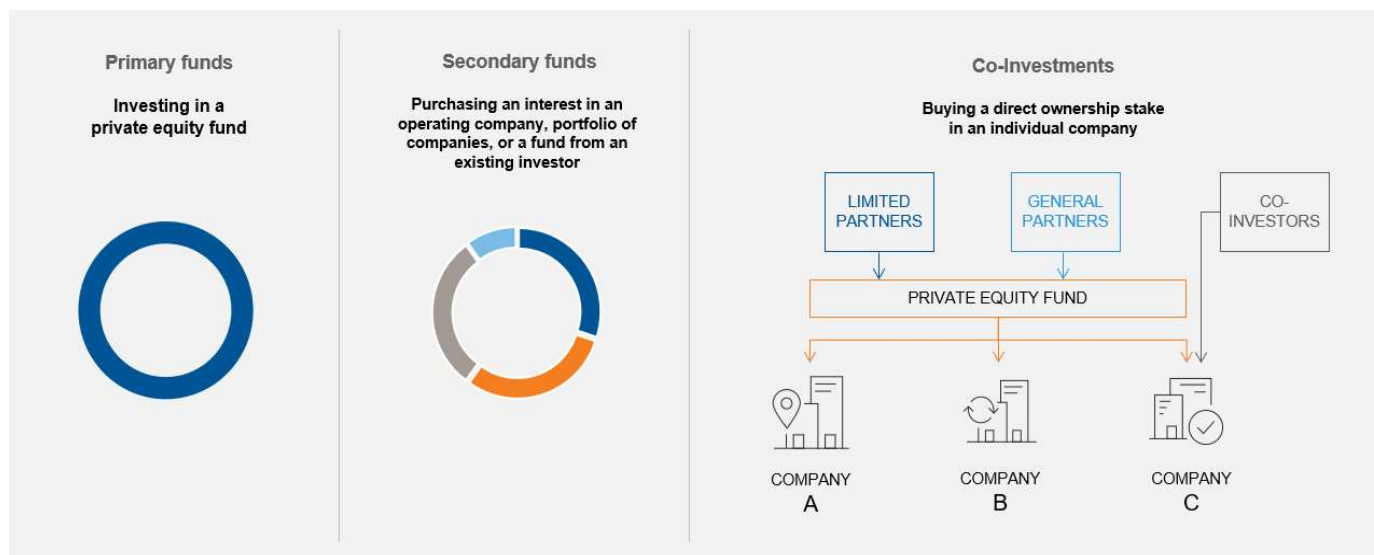 Primary funds
Investing in a
private equity fund
Secondary funds
Purchasing an interest in an
operating company, portfolio of
companies, or a fund from an
existing investor
Co-Investments
Buying a direct ownership stake
in an individual company
LIMITED
PARTNERS
GENERAL
PARTNERS
CO-
INVESTORS
PRIVATE EQUITY FUND
COMPANY
A
COMPANY
B
COMPANY
C